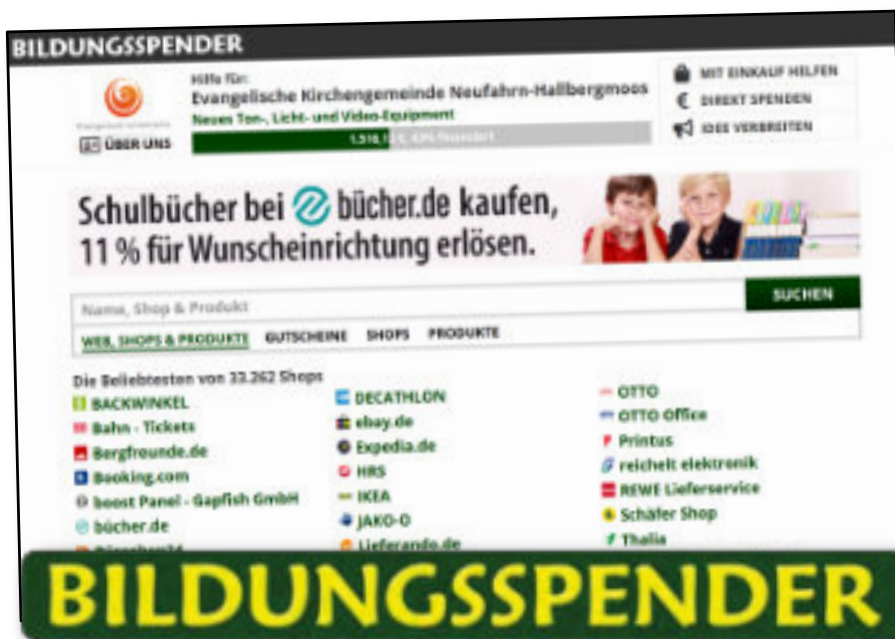 BILDUNGSSPENDER
Hilfe für:
Evangelische Kirchengemeinde Neufahrn-Hallbergmoos
Neues Ton-, Licht- und Video-Equipment
ÜBER UNS
MIT EINKAUF HELFEN
DIREKT SPENDEN
IDEE VERBREITEN
Schulbücher bei bücher.de kaufen,
11 % für Wunscheinrichtung erlösen.
Name, Shop & Produkt
SUCHEN
WEB, SHOPS & PRODUKTE GUTSCHEINE SHOPS PRODUKTE
Die Beliebtesten von 33.262 Shops
BACKWINKEL
Bahn - Tickets
Bergfreunde.de
Booking.com
boost Panel - Gapfish GmbH
bücher.de
DECATHLON
ebay.de
Expedia.de
HRS
IKEA
JAKO-O
Lieferando.de
OTTO
OTTO Office
Printus
reichelt elektronik
REWE Lieferservice
Schäfer Shop
Thalia
BILDUNGSSPENDER